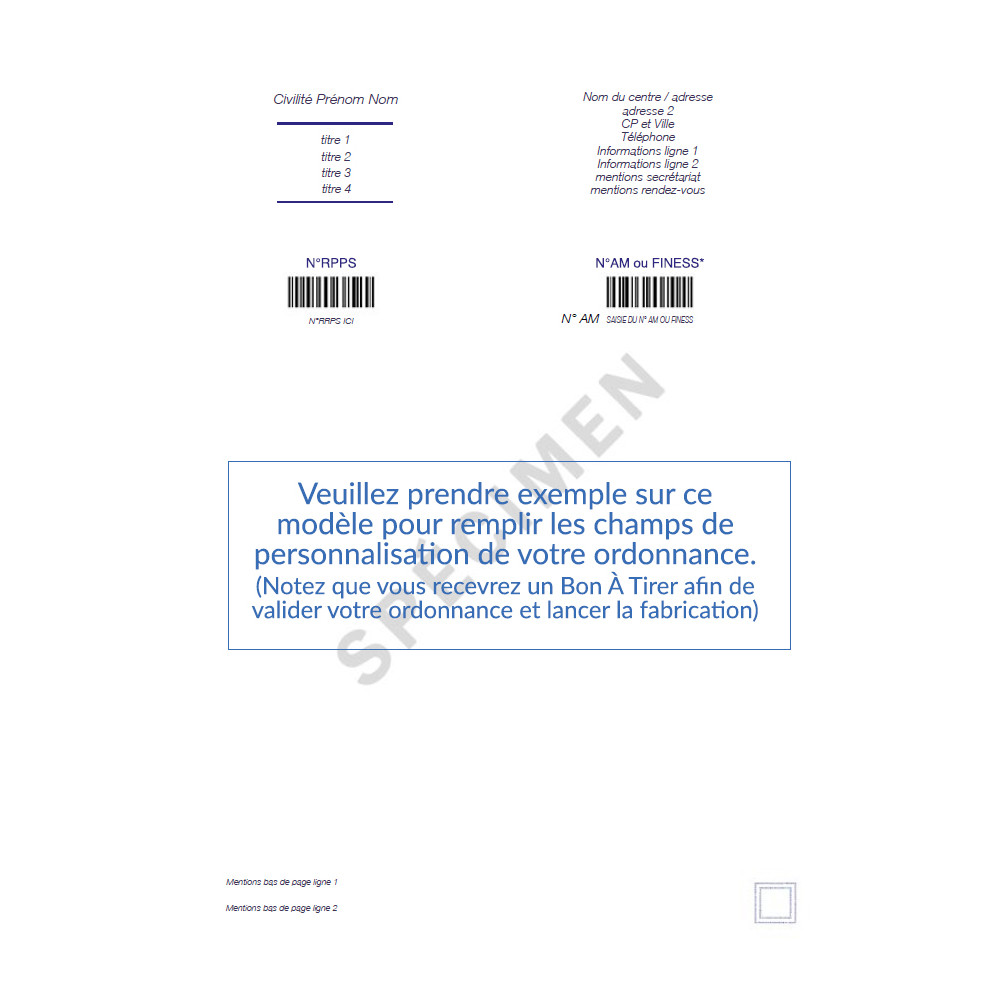 Civilité Prénom Nom
titre 1
titre 2
titre 3
titre 4
Nom du centre / adresse
adresse 2
CP et Ville
Téléphone
Informations ligne 1
Informations ligne 2
mentions secrétariat
mentions rendez-vous
N°RPPS
N°RRPS ICI
N°AM ou FINESS*
N° AM SAISIE DU N° AM OU FINESS
SPÉCIMEN
Veuillez prendre exemple sur ce
modèle pour remplir les champs de
personnalisation de votre ordonnance.
(Notez que vous recevrez un Bon À Tirer afin de
valider votre ordonnance et lancer la fabrication)
Mentions bas de page ligne 1
Mentions bas de page ligne 2